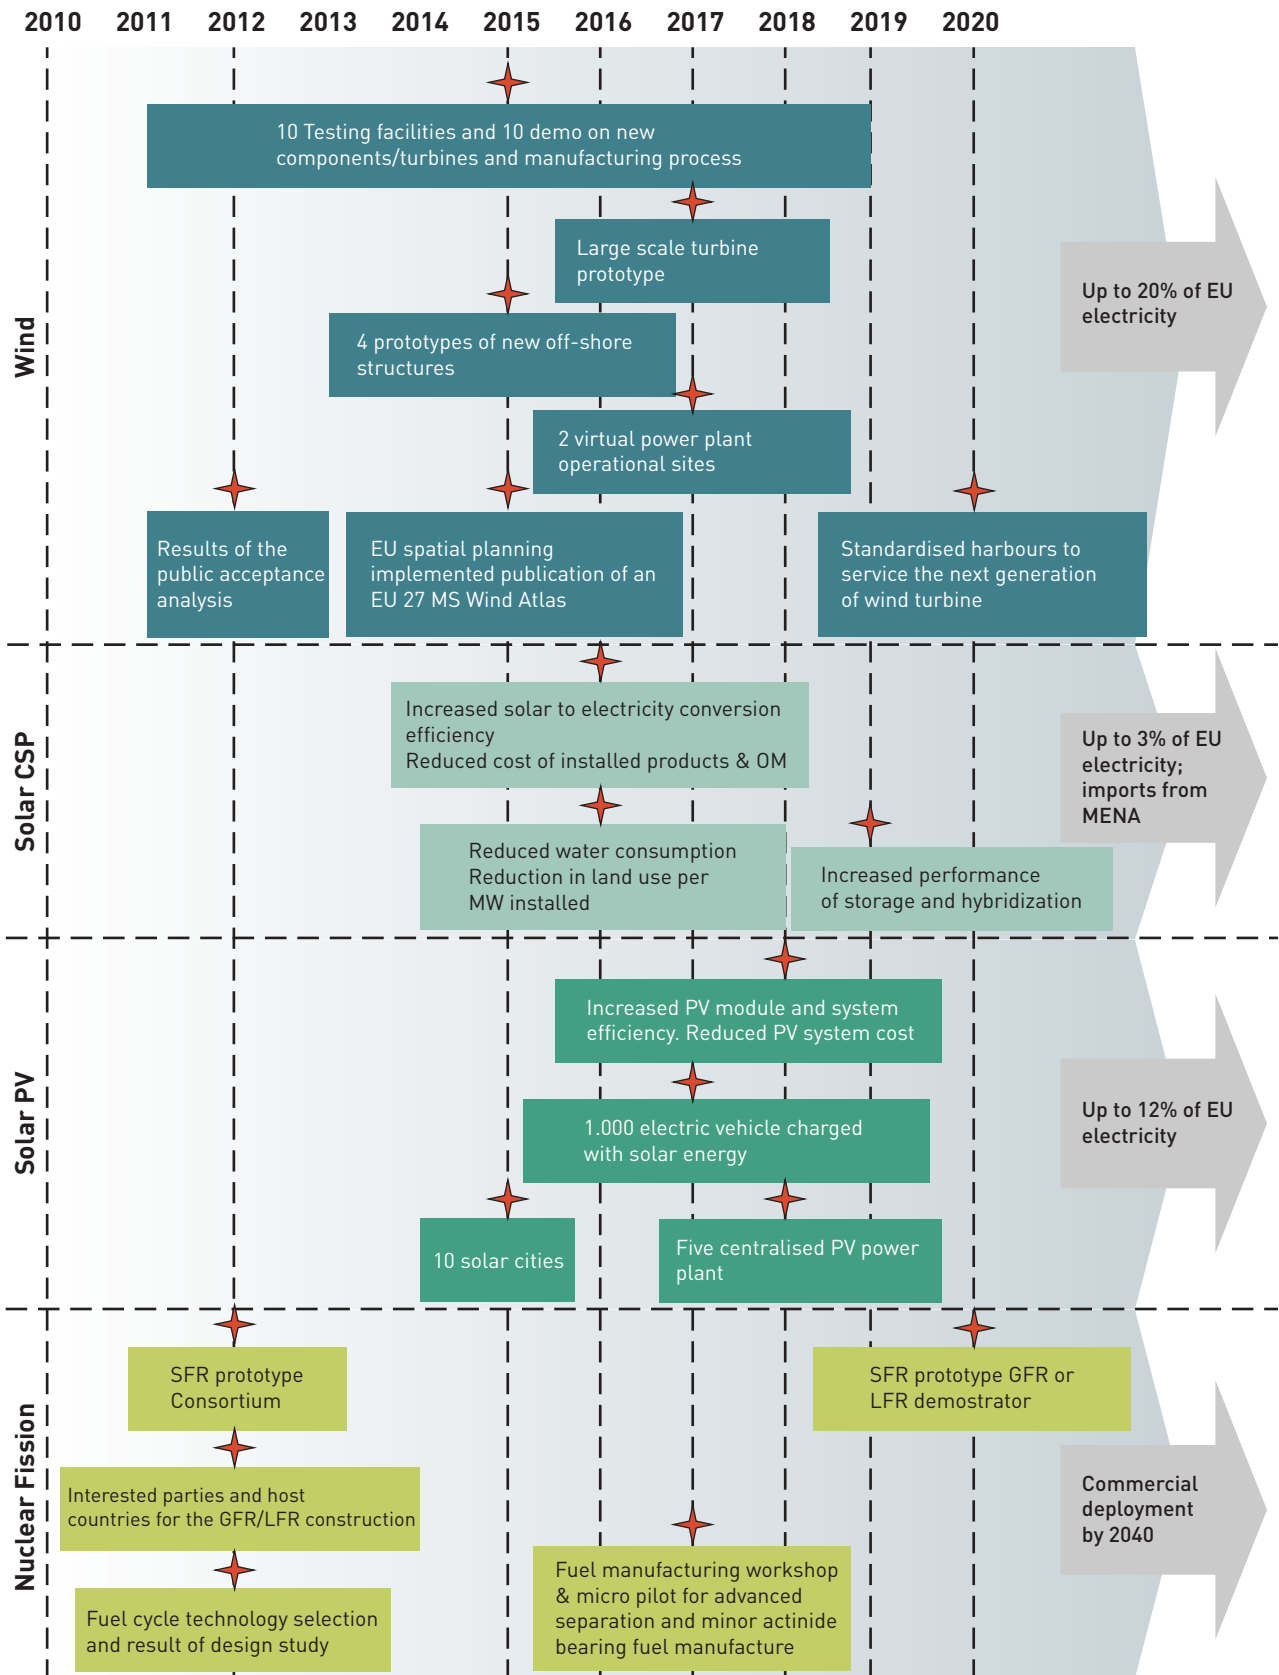 2010 2011 2012 2013 2014 2015 2016 2017 2018 2019 2020
Wind
10 Testing facilities and 10 demo on new
components/turbines and manufacturing process
Large scale turbine
prototype
4 prototypes of new off-shore
structures
2 virtual power plant
operational sites
Results of the
public acceptance
analysis
EU spatial planning
implemented publication of an
EU 27 MS Wind Atlas
Standardised harbours to
service the next generation
of wind turbine
Up to 20% of EU
electricity
Solar CSP
Increased solar to electricity conversion
efficiency
Reduced cost of installed products & OM
Reduced water consumption
Reduction in land use per
MW installed
Increased performance
of storage and hybridization
Up to 3% of EU
electricity;
imports from
MENA
Solar PV
Increased PV module and system
efficiency. Reduced PV system cost
1.000 electric vehicle charged
with solar energy
10 solar cities
Five centralised PV power
plant
Up to 12% of EU
electricity
Nuclear Fission
SFR prototype
Consortium
SFR prototype GFR or
LFR demostrator
Interested parties and host
countries for the GFR/LFR construction
Fuel cycle technology selection
and result of design study
Fuel manufacturing workshop
& micro pilot for advanced
separation and minor actinide
bearing fuel manufacture
Commercial
deployment
by 2040